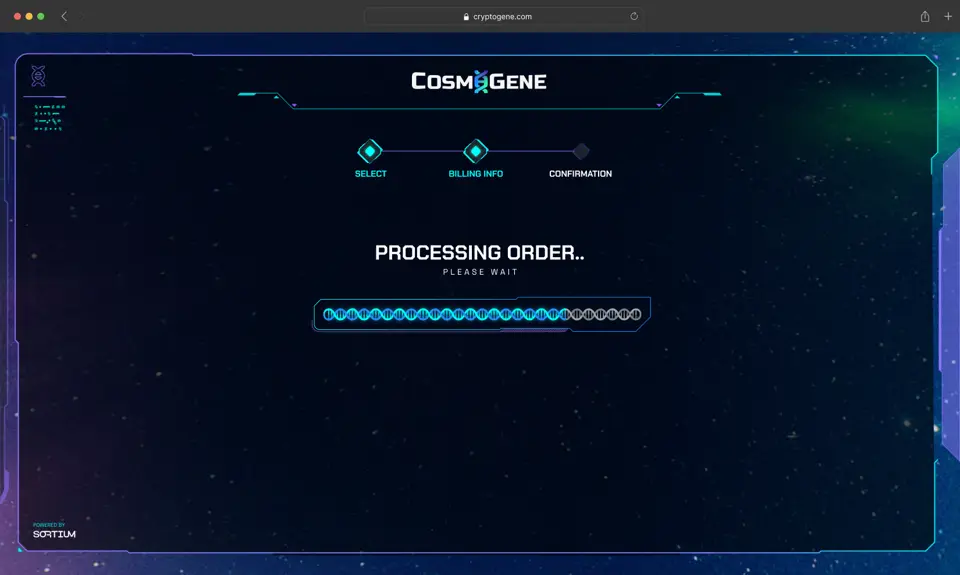 cryptogene.com
COSMOGENE
SELECT
BILLING INFO
CONFIRMATION
PROCESSING ORDER..
PLEASE WAIT
POWERED BY
SORTIUM